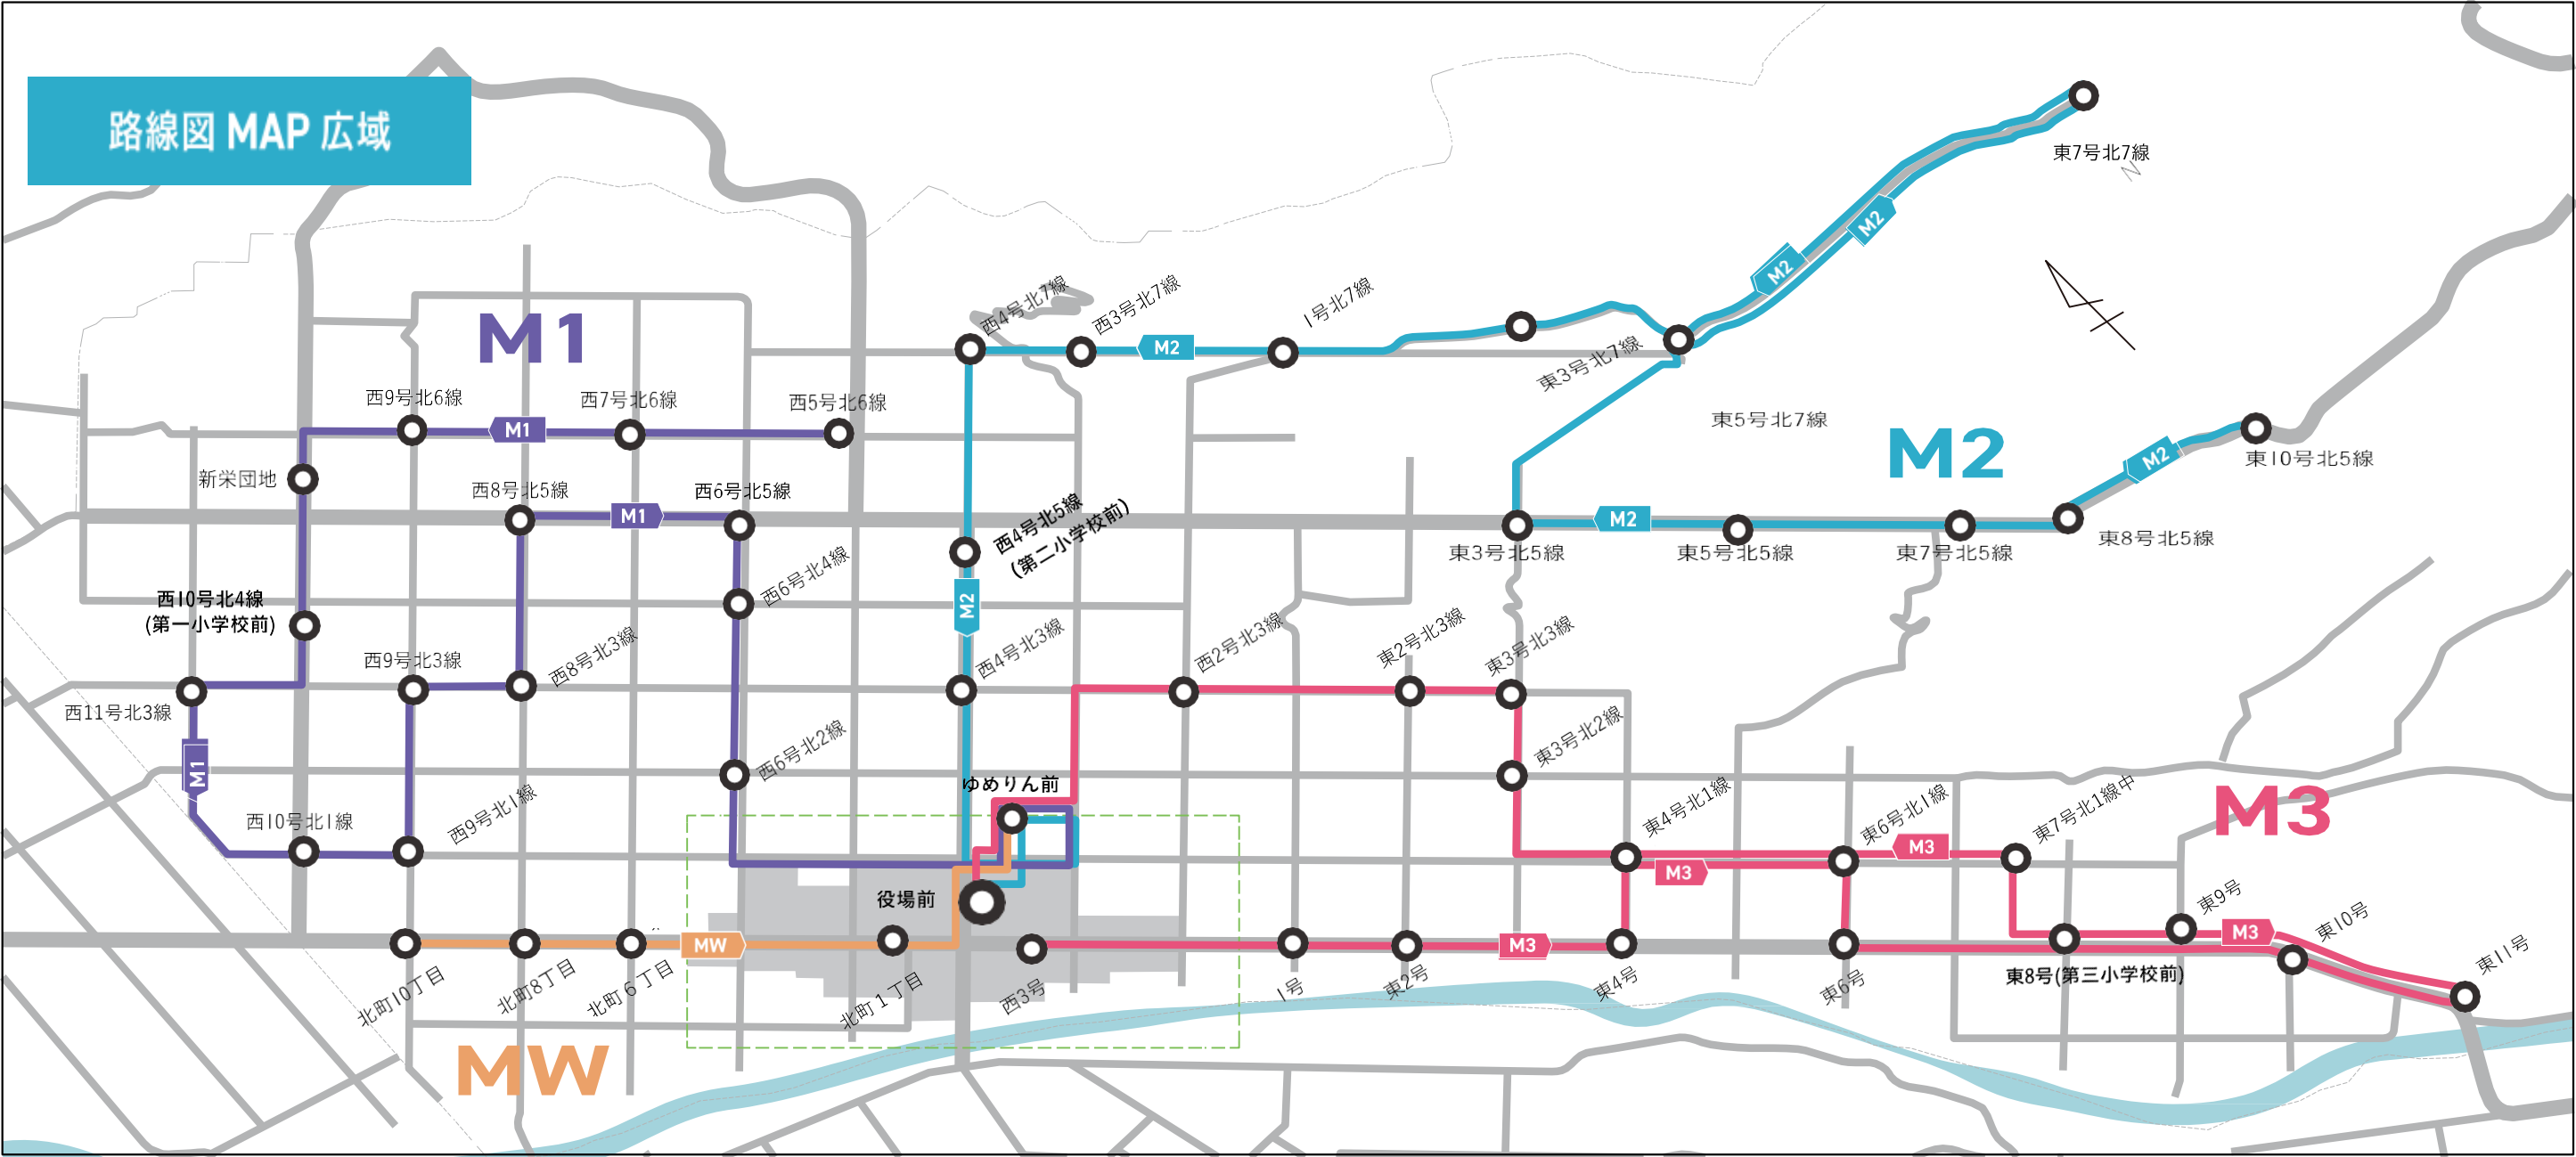 路線図 MAP 広域
東7号北7線
N
M2
M2
西4号北7線
西3号北7線
1号北7線
M1
M2
東3号北7線
西9号北6線
西7号北6線
西5号北6線
M1
東5号北7線
M2
東10号北5線
M2
新栄団地
西8号北5線
西6号北5線
M1
西4号北5線
(第二小学校前)
M2
東3号北5線
東5号北5線
東7号北5線
東8号北5線
西6号北4線
M2
西10号北4線
(第一小学校前)
西9号北3線
西8号北3線
西4号北3線
西2号北3線
東2号北3線
東3号北3線
西11号北3線
M1
西6号北2線
東3号北2線
ゆめりん前
西10号北1線
西9号北1線
東4号北1線
東6号北1線
東7号北1線中
M3
M3
M3
役場前
東9号
東10号
M3
東11号
MW
M3
北町10丁目
北町8丁目
北町6丁目
北町1丁目
西3号
1号
東2号
東4号
東6号
東8号(第三小学校前)
MW